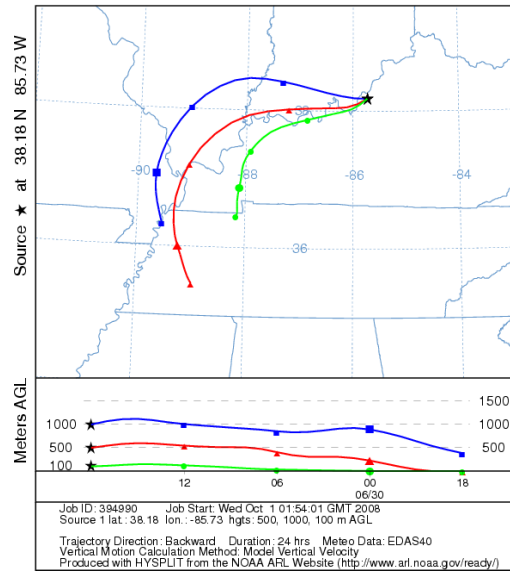 Source ★ at 38.18 N 85.73 W
-90
-88
-86
-84
38
36
Meters AGL
1500
1000
1000
500
500
100
12
06
00
18
06/30
Job ID: 394990 Job Start: Wed Oct 1 01:54:01 GMT 2008
Source 1 lat.: 38.18 lon.: -85.73 hgts: 500, 1000, 100 m AGL
Trajectory Direction: Backward Duration: 24 hrs Meteo Data: EDAS40
Vertical Motion Calculation Method: Model Vertical Velocity
Produced with HYSPLIT from the NOAA ARL Website (http://www.arl.noaa.gov/ready/)